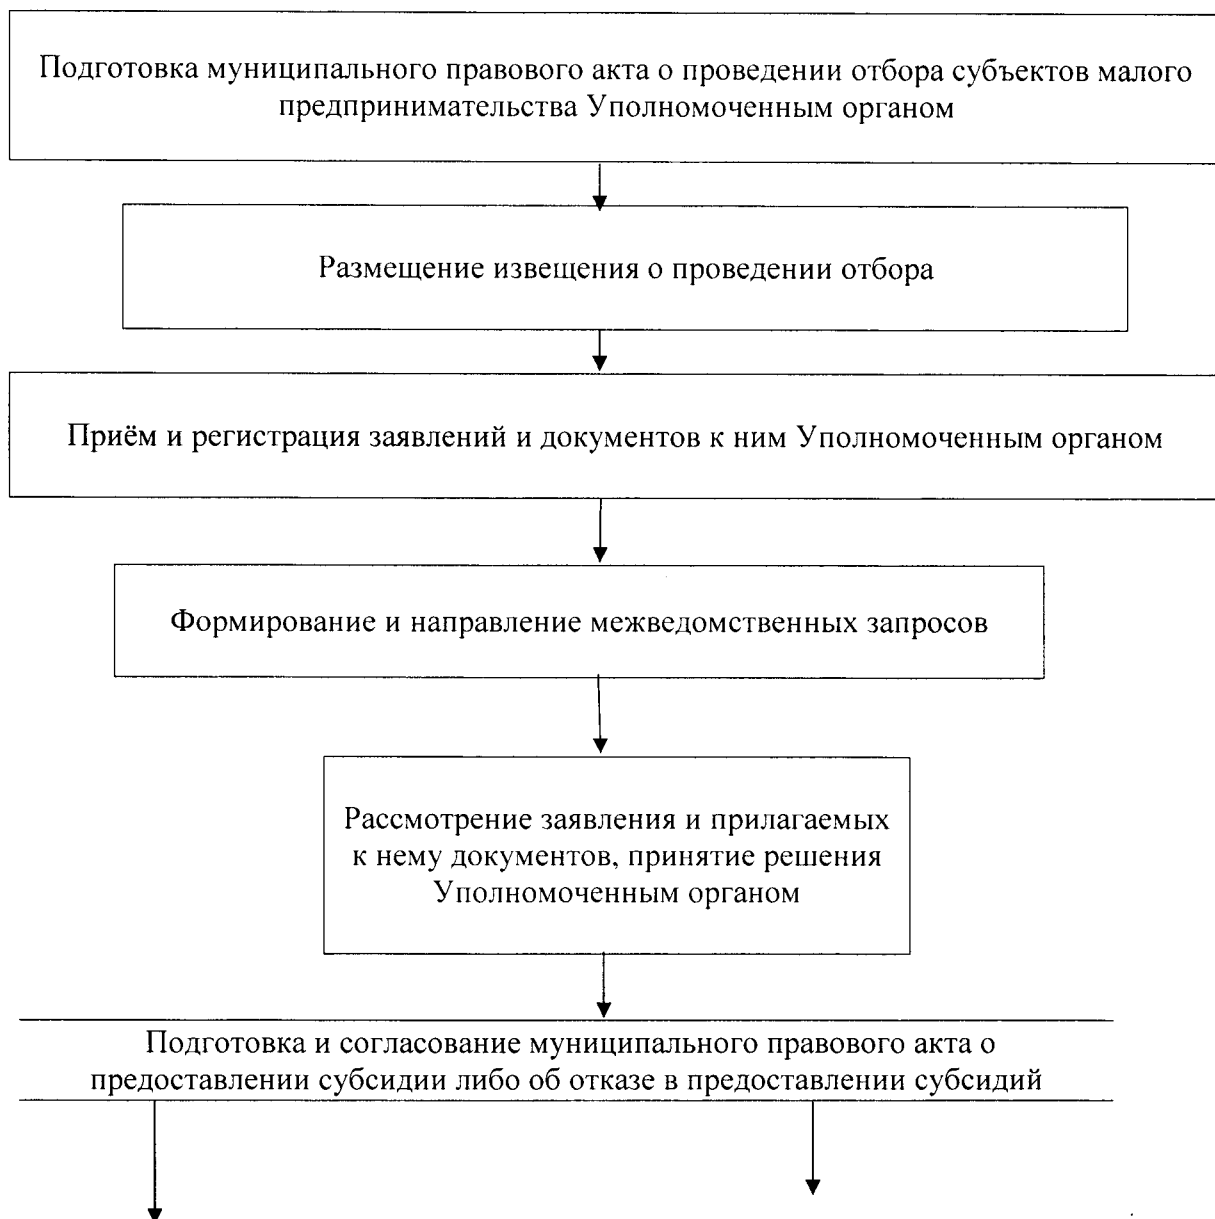 Подготовка муниципального правового акта о проведении отбора субъектов малого
предпринимательства Уполномоченным органом
Размещение извещения о проведении отбора
Приём и регистрация заявлений и документов к ним Уполномоченным органом
Формирование и направление межведомственных запросов
Рассмотрение заявления и прилагаемых
к нему документов, принятие решения
Уполномоченным органом
Подготовка и согласование муниципального правового акта о
предоставлении субсидии либо об отказе в предоставлении субсидий